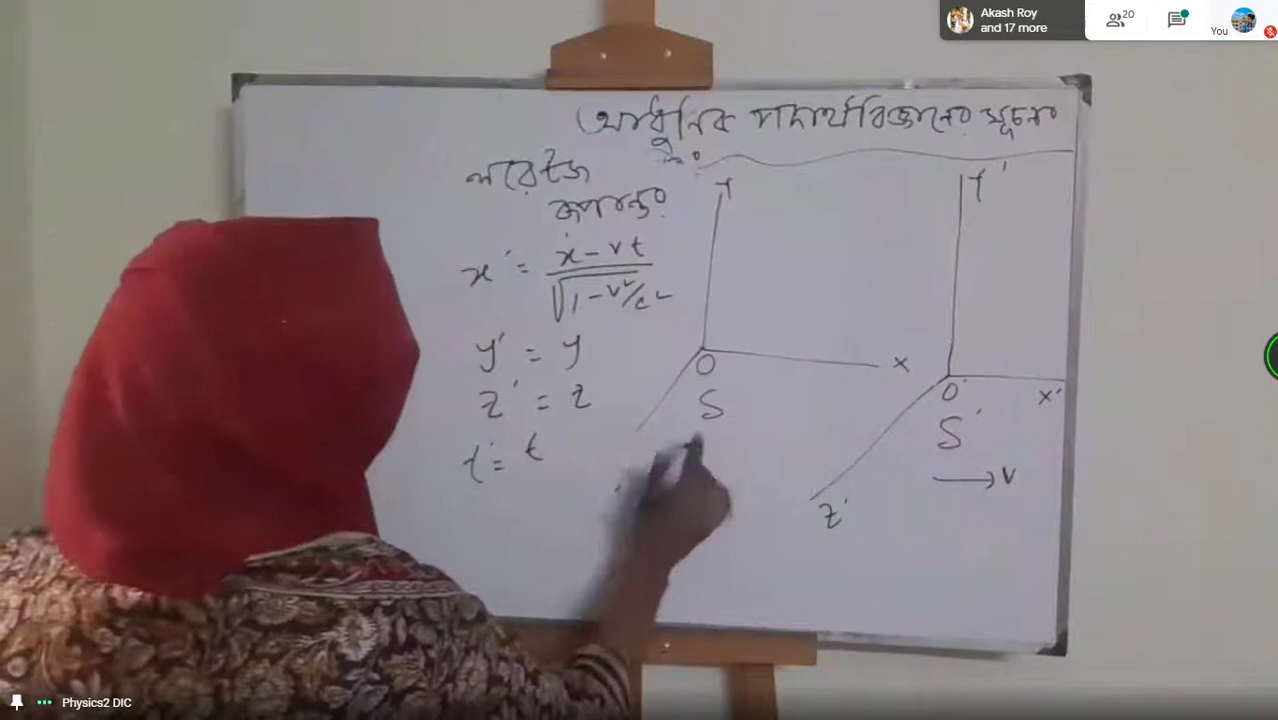 Akash Roy
and 17 more
20
You
আধুনিক পদার্থবিজ্ঞানের সূচনা
লরেন্টজ
রূপান্তর
x' = x - vt / √1 - v²/c²
y' = y
z' = z
t' = t
Y
O
X
S
Y'
O'
X'
S'
→ v
Z'
Physics2 DIC